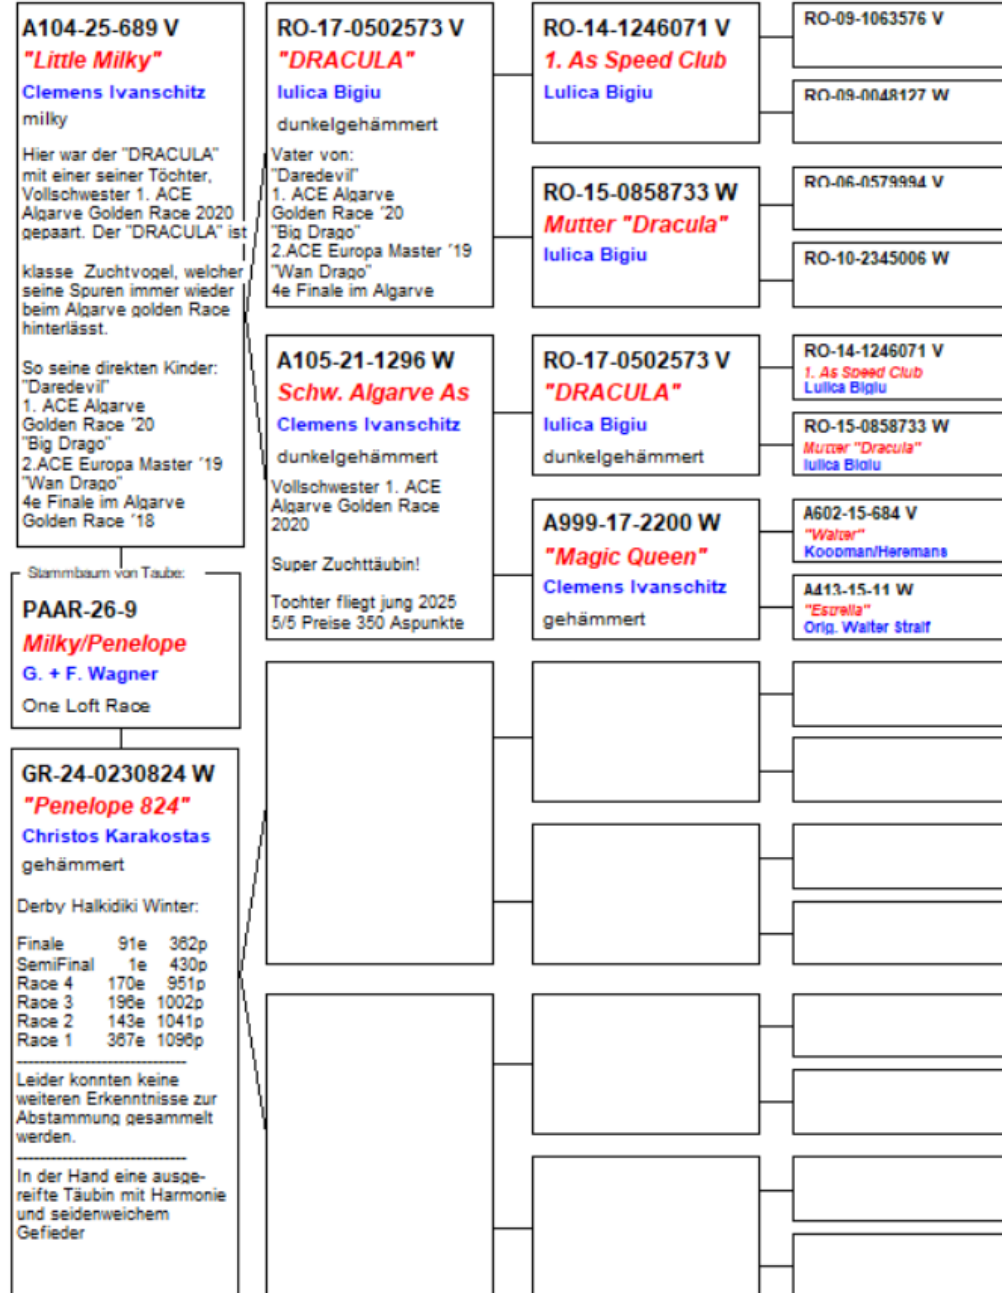 A104-25-689 V
"Little Milky"
Clemens Ivanschitz
milky
Hier war der "DRACULA"
mit einer seiner Töchter,
Vollschwester 1. ACE
Algarve Golden Race 2020
gepaart. Der "DRACULA" ist
klasse Zuchtvogel, welcher
seine Spuren immer wieder
beim Algarve golden Race
hinterlässt.
So seine direkten Kinder:
"Daredevil"
1. ACE Algarve
Golden Race ´20
"Big Drago"
2.ACE Europa Master ´19
"Wan Drago"
4e Finale im Algarve
Golden Race ´18
Stammbaum von Taube:
PAAR-26-9
Milky/Penelope
G. + F. Wagner
One Loft Race
GR-24-0230824 W
"Penelope 824"
Christos Karakostas
gehämmert
Derby Halkidiki Winter:
Finale 91e 362p
SemiFinal 1e 430p
Race 4 170e 951p
Race 3 196e 1002p
Race 2 143e 1041p
Race 1 367e 1096p
--------------------------------
Leider konnten keine
weiteren Erkenntnisse zur
Abstammung gesammelt
werden.
--------------------------------
In der Hand eine ausge-
reifte Täubin mit Harmonie
und seidenweichem
Gefieder
RO-17-0502573 V
"DRACULA"
Iulica Bigiu
dunkelgehämmert
Vater von:
"Daredevil"
1. ACE Algarve
Golden Race ´20
"Big Drago"
2.ACE Europa Master ´19
"Wan Drago"
4e Finale im Algarve
A105-21-1296 W
Schw. Algarve As
Clemens Ivanschitz
dunkelgehämmert
Vollschwester 1. ACE
Algarve Golden Race
2020
Super Zuchttäubin!
Tochter fliegt jung 2025
5/5 Preise 350 Aspunkte
RO-14-1246071 V
1. As Speed Club
Lulica Bigiu
RO-15-0858733 W
Mutter "Dracula"
Iulica Bigiu
RO-17-0502573 V
"DRACULA"
Iulica Bigiu
dunkelgehämmert
A999-17-2200 W
"Magic Queen"
Clemens Ivanschitz
gehämmert
RO-09-1063576 V
RO-09-0048127 W
RO-06-0579994 V
RO-10-2345006 W
RO-14-1246071 V
1. As Speed Club
Lulica Bigiu
RO-15-0858733 W
Mutter "Dracula"
Iulica Bigiu
A602-15-684 V
"Walter"
Koopman/Heremans
A413-15-11 W
"Estrella"
Orig. Walter Straif